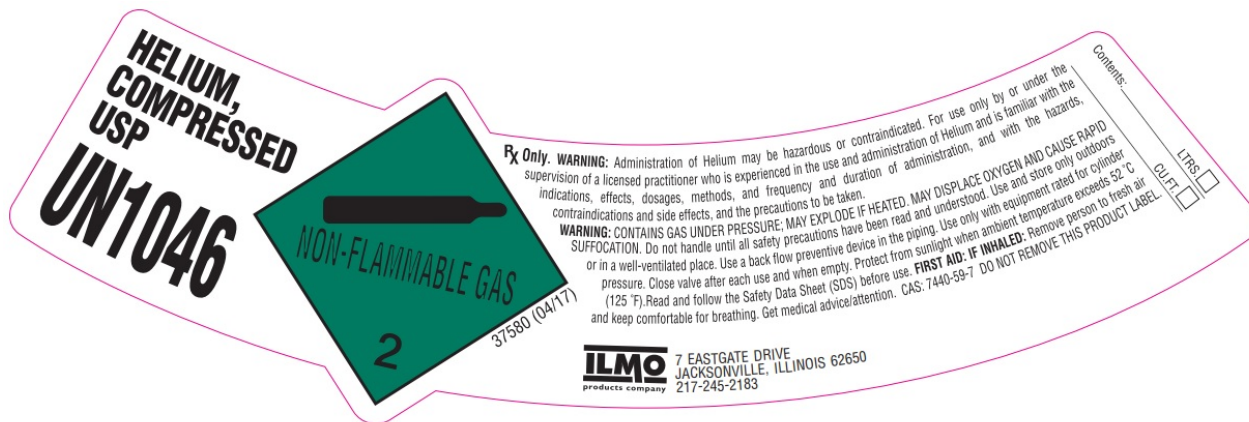 HELIUM,
COMPRESSED
USP
UN1046
NON-FLAMMABLE GAS
2
37580 (04/17)
Rx Only. WARNING: Administration of Helium may be hazardous or contraindicated. For use only by or under the
supervision of a licensed practitioner who is experienced in the use and administration of Helium and is familiar with the
indications, effects, dosages, methods, and frequency and duration of administration, and with the hazards,
contraindications and side effects, and the precautions to be taken.
WARNING: CONTAINS GAS UNDER PRESSURE; MAY EXPLODE IF HEATED. MAY DISPLACE OXYGEN AND CAUSE RAPID
SUFFOCATION. Do not handle until all safety precautions have been read and understood. Use and store only outdoors
or in a well-ventilated place. Use a back flow preventive device in the piping. Use only with equipment rated for cylinder
pressure. Close valve after each use and when empty. Protect from sunlight when ambient temperature exceeds 52 °C
(125 °F).Read and follow the Safety Data Sheet (SDS) before use. FIRST AID: IF INHALED: Remove person to fresh air
and keep comfortable for breathing. Get medical advice/attention. CAS: 7440-59-7 DO NOT REMOVE THIS PRODUCT LABEL.
Contents:
LTRS.
CU.FT.
ILMO
products company
7 EASTGATE DRIVE
JACKSONVILLE, ILLINOIS 62650
217-245-2183